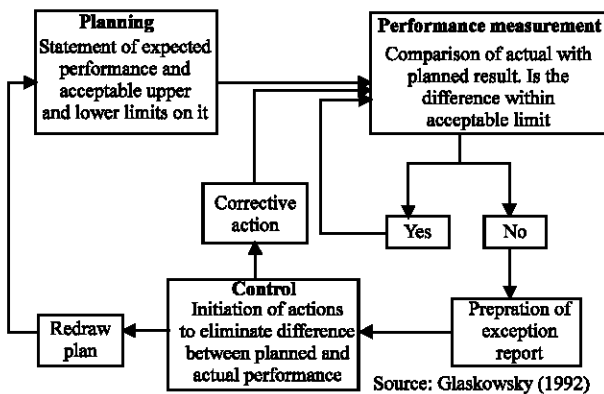 Planning
Statement of expected
performance and
acceptable upper
and lower limits on it
Performance measurement
Comparison of actual with
planned result. Is the
difference within
acceptable limit
Corrective
action
Yes
No
Control
Initiation of actions
to eliminate difference
between planned and
actual performance
Redraw
plan
Prepration of
exception
report
Source: Glaskowsky (1992)